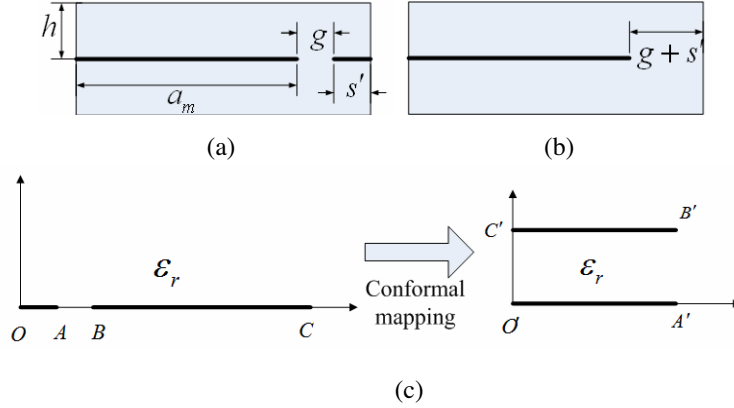 h
g
a_m
s'
g + s'
(a)
(b)
ε_r
O
A
B
C
Conformal
mapping
C'
B'
ε_r
O'
A'
(c)